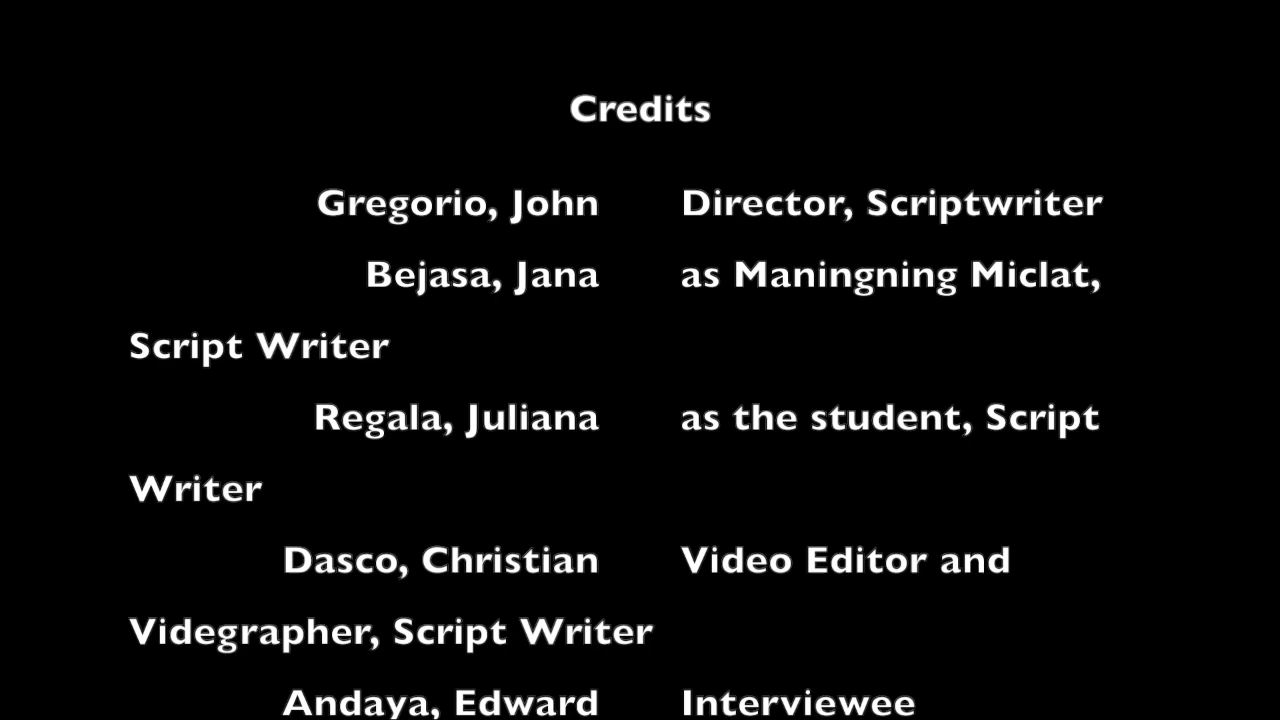 Credits
Gregorio, John Director, Scriptwriter
Bejasa, Jana as Maningning Miclat,
Script Writer
Regala, Juliana as the student, Script
Writer
Dasco, Christian Video Editor and
Videgrapher, Script Writer
Andaya, Edward Interviewee